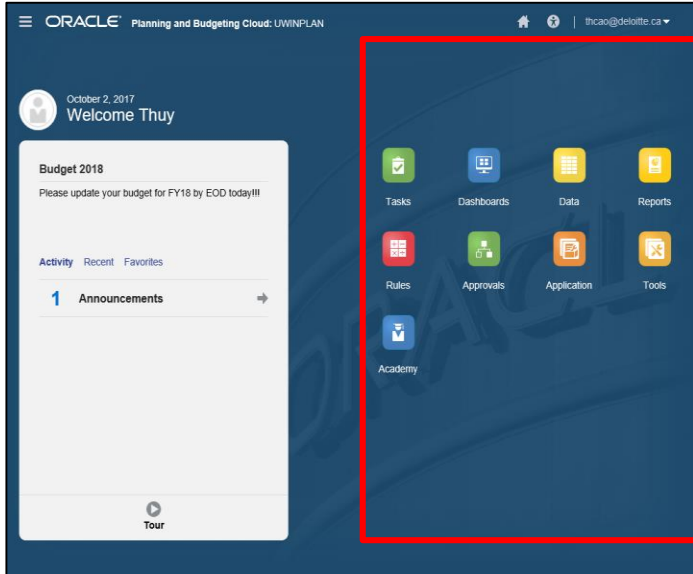 ORACLE Planning and Budgeting Cloud: UWINPLAN
thcao@deloitte.ca
October 2, 2017
Welcome Thuy
Budget 2018
Please update your budget for FY18 by EOD today!!!
Activity Recent Favorites
1 Announcements
Tour
Tasks Dashboards Data Reports
Rules Approvals Application Tools
Academy
ORACLE